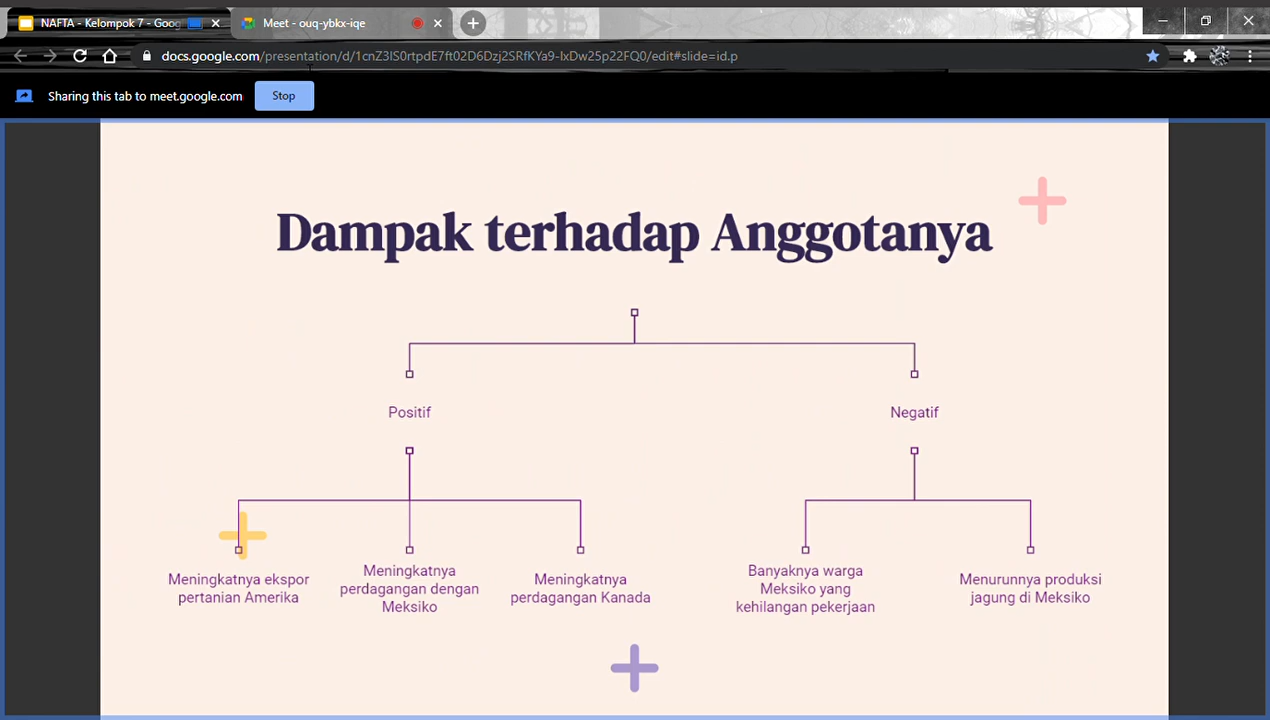 NAFTA - Kelompok 7 - Goog
Meet - ouq-ybkx-iqe
docs.google.com/presentation/d/1cnZ3lS0rtpdE7ft02D6Dzj2SRfKYa9-lxDw25p22FQ0/edit#slide=id.p
Sharing this tab to meet.google.com
Stop
Dampak terhadap Anggotanya
Positif
Negatif
Meningkatnya ekspor
pertanian Amerika
Meningkatnya
perdagangan dengan
Meksiko
Meningkatnya
perdagangan Kanada
Banyaknya warga
Meksiko yang
kehilangan pekerjaan
Menurunnya produksi
jagung di Meksiko